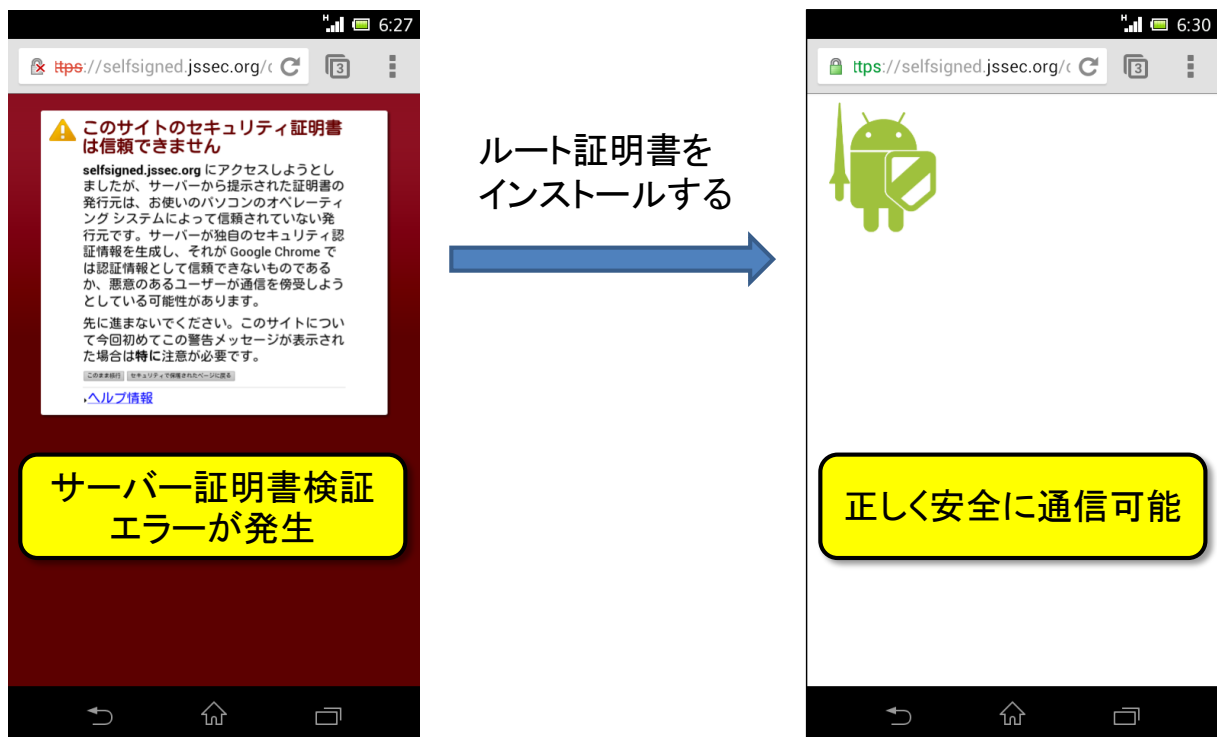 H
6:27
ttps://selfsigned.jssec.org/c
3
このサイトのセキュリティ証明書
は信頼できません
selfsigned.jssec.org にアクセスしようとし
ましたが、サーバーから提示された証明書の
発行元は、お使いのパソコンのオペレーティ
ング システムによって信頼されていない発
行元です。サーバーが独自のセキュリティ認
証情報を生成し、それが Google Chrome で
は認証情報として信頼できないものである
か、悪意のあるユーザーが通信を傍受しよう
としている可能性があります。
先に進まないでください。このサイトについ
て今回初めてこの警告メッセージが表示され
た場合は特に注意が必要です。
このまま移行 セキュリティで保護されたページに戻る
ヘルプ情報
サーバー証明書検証
エラーが発生
ルート証明書を
インストールする
H
6:30
ttps://selfsigned.jssec.org/c
3
正しく安全に通信可能